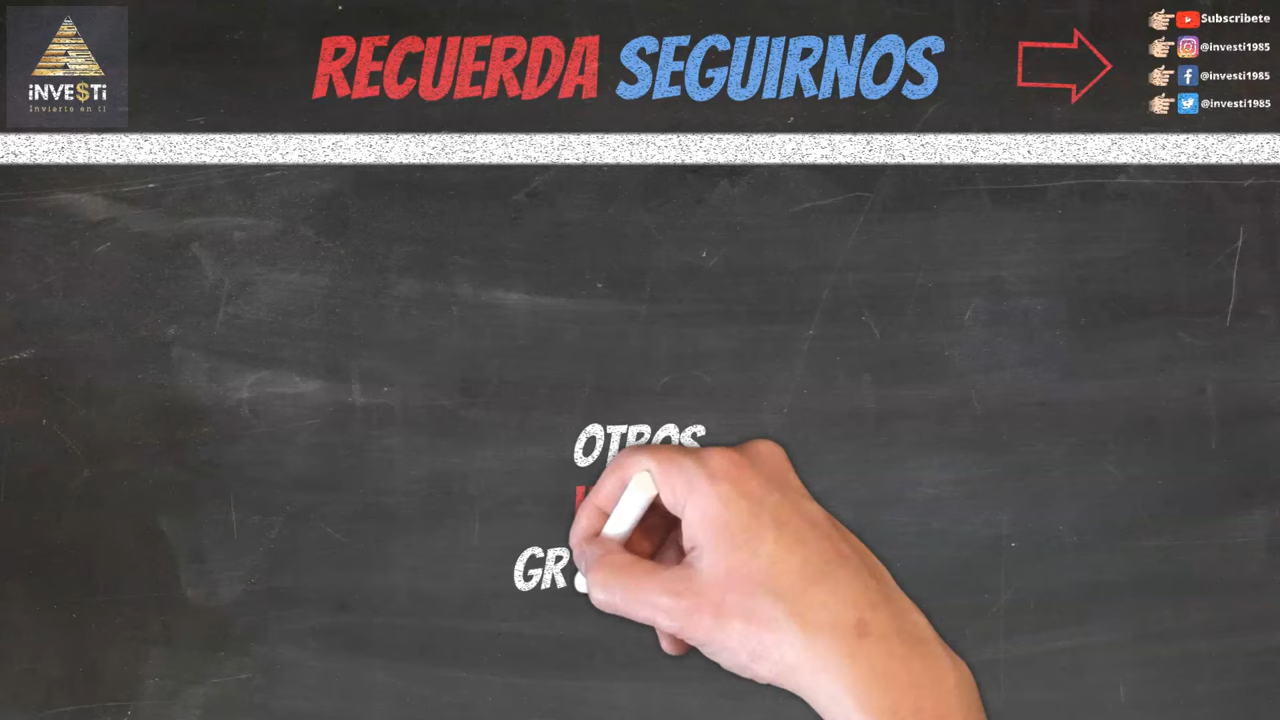 iNVE$Ti
Invierto en ti
RECUERDA SEGUIRNOS
Subscribete
@investi1985
@investi1985
@investi1985
OTROS
GR